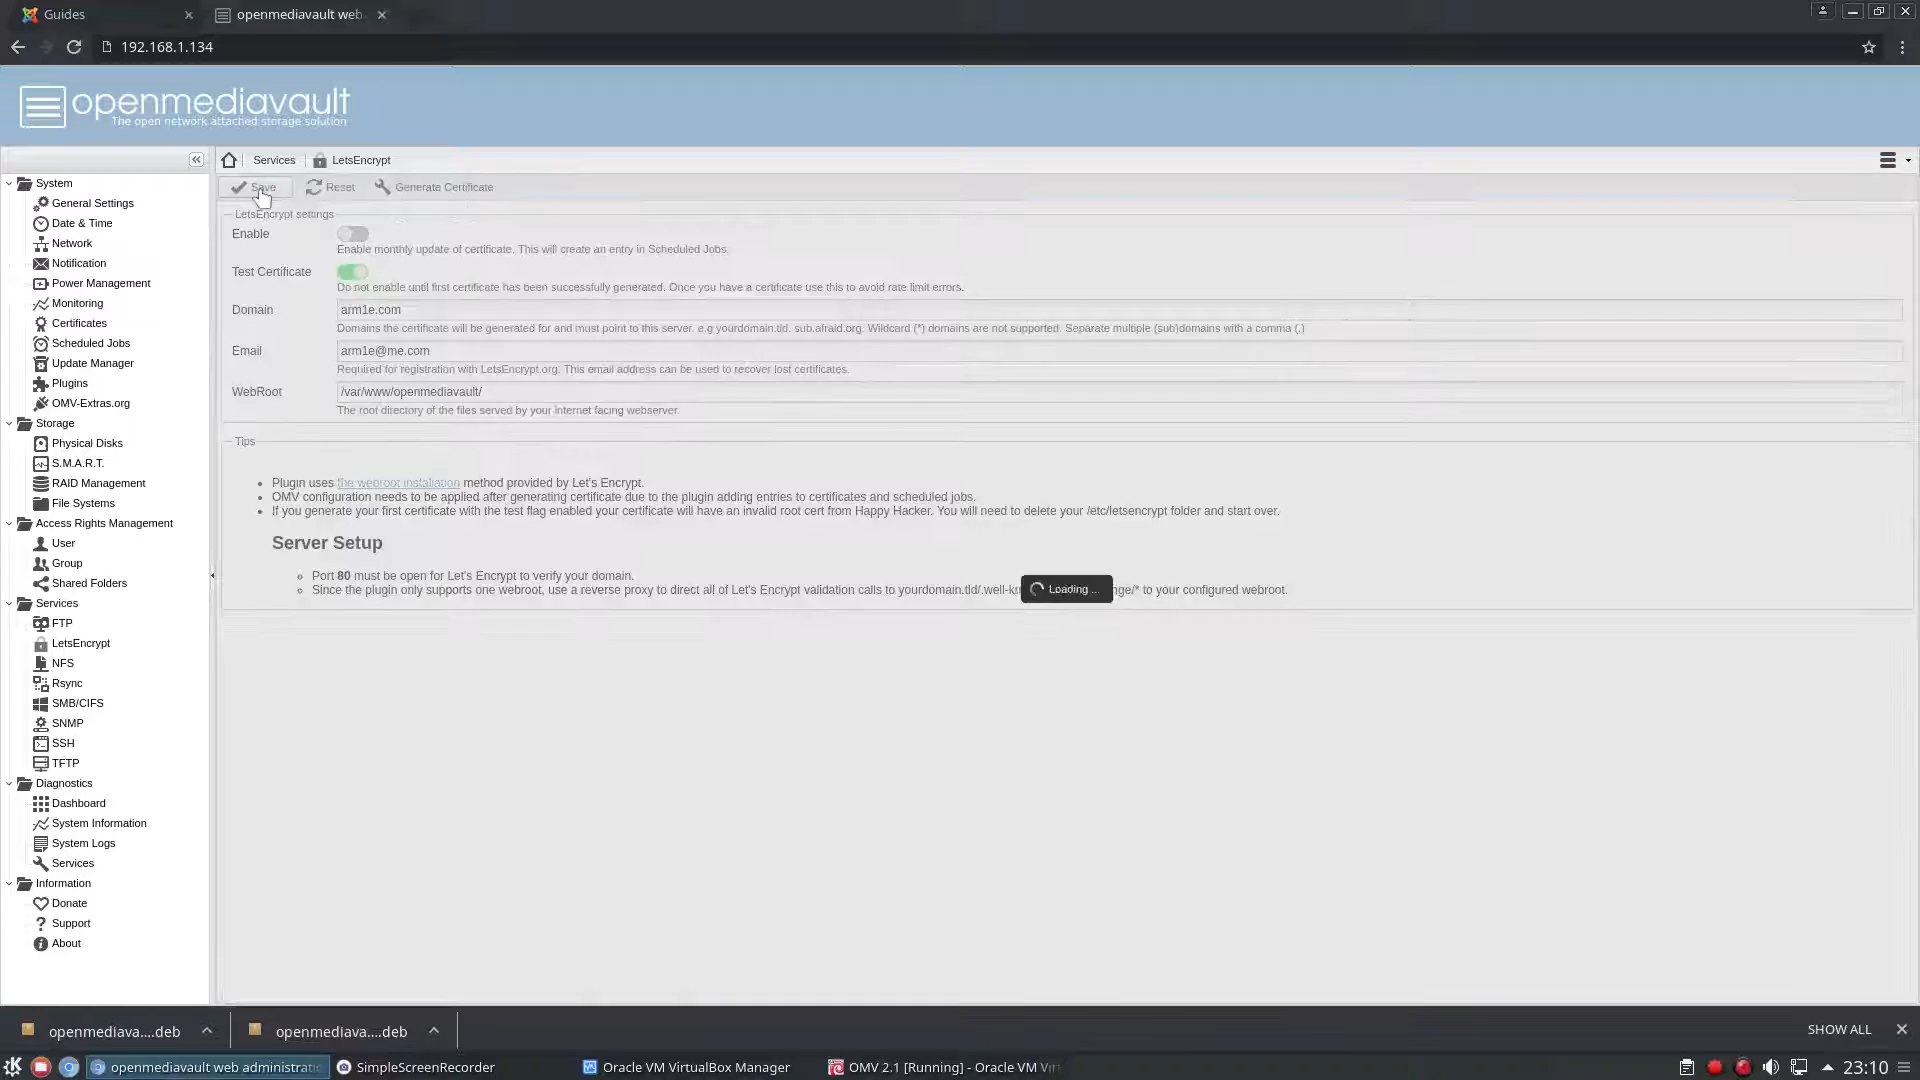 Guides
openmediavault web
192.168.1.134
openmediavault
The open network attached storage solution
Services
LetsEncrypt
Save
Reset
Generate Certificate
System
General Settings
Date & Time
Network
Notification
Power Management
Monitoring
Certificates
Scheduled Jobs
Update Manager
Plugins
OMV-Extras.org
Storage
Physical Disks
S.M.A.R.T.
RAID Management
File Systems
Access Rights Management
User
Group
Shared Folders
Services
FTP
LetsEncrypt
NFS
Rsync
SMB/CIFS
SNMP
SSH
TFTP
Diagnostics
Dashboard
System Information
System Logs
Services
Information
Donate
Support
About
LetsEncrypt settings
Enable
Enable monthly update of certificate. This will create an entry in Scheduled Jobs.
Test Certificate
Do not enable until first certificate has been successfully generated. Once you have a certificate use this to avoid rate limit errors.
Domain
arm1e.com
Domains the certificate will be generated for and must point to this server. e.g yourdomain.tld. sub.afraid.org. Wildcard (*) domains are not supported. Separate multiple (sub)domains with a comma (,)
Email
arm1e@me.com
Required for registration with LetsEncrypt.org. This email address can be used to recover lost certificates.
WebRoot
/var/www/openmediavault/
The root directory of the files served by your internet facing webserver.
Tips
Plugin uses the webroot installation method provided by Let's Encrypt.
OMV configuration needs to be applied after generating certificate due to the plugin adding entries to certificates and scheduled jobs.
If you generate your first certificate with the test flag enabled your certificate will have an invalid root cert from Happy Hacker. You will need to delete your /etc/letsencrypt folder and start over.
Server Setup
Port 80 must be open for Let's Encrypt to verify your domain.
Since the plugin only supports one webroot, use a reverse proxy to direct all of Let's Encrypt validation calls to yourdomain.tld/.well-kn Loading ... nge/* to your configured webroot.
openmediava....deb
openmediava....deb
SHOW ALL
openmediavault web administrati
SimpleScreenRecorder
Oracle VM VirtualBox Manager
OMV 2.1 [Running] - Oracle VM Vir
23:10